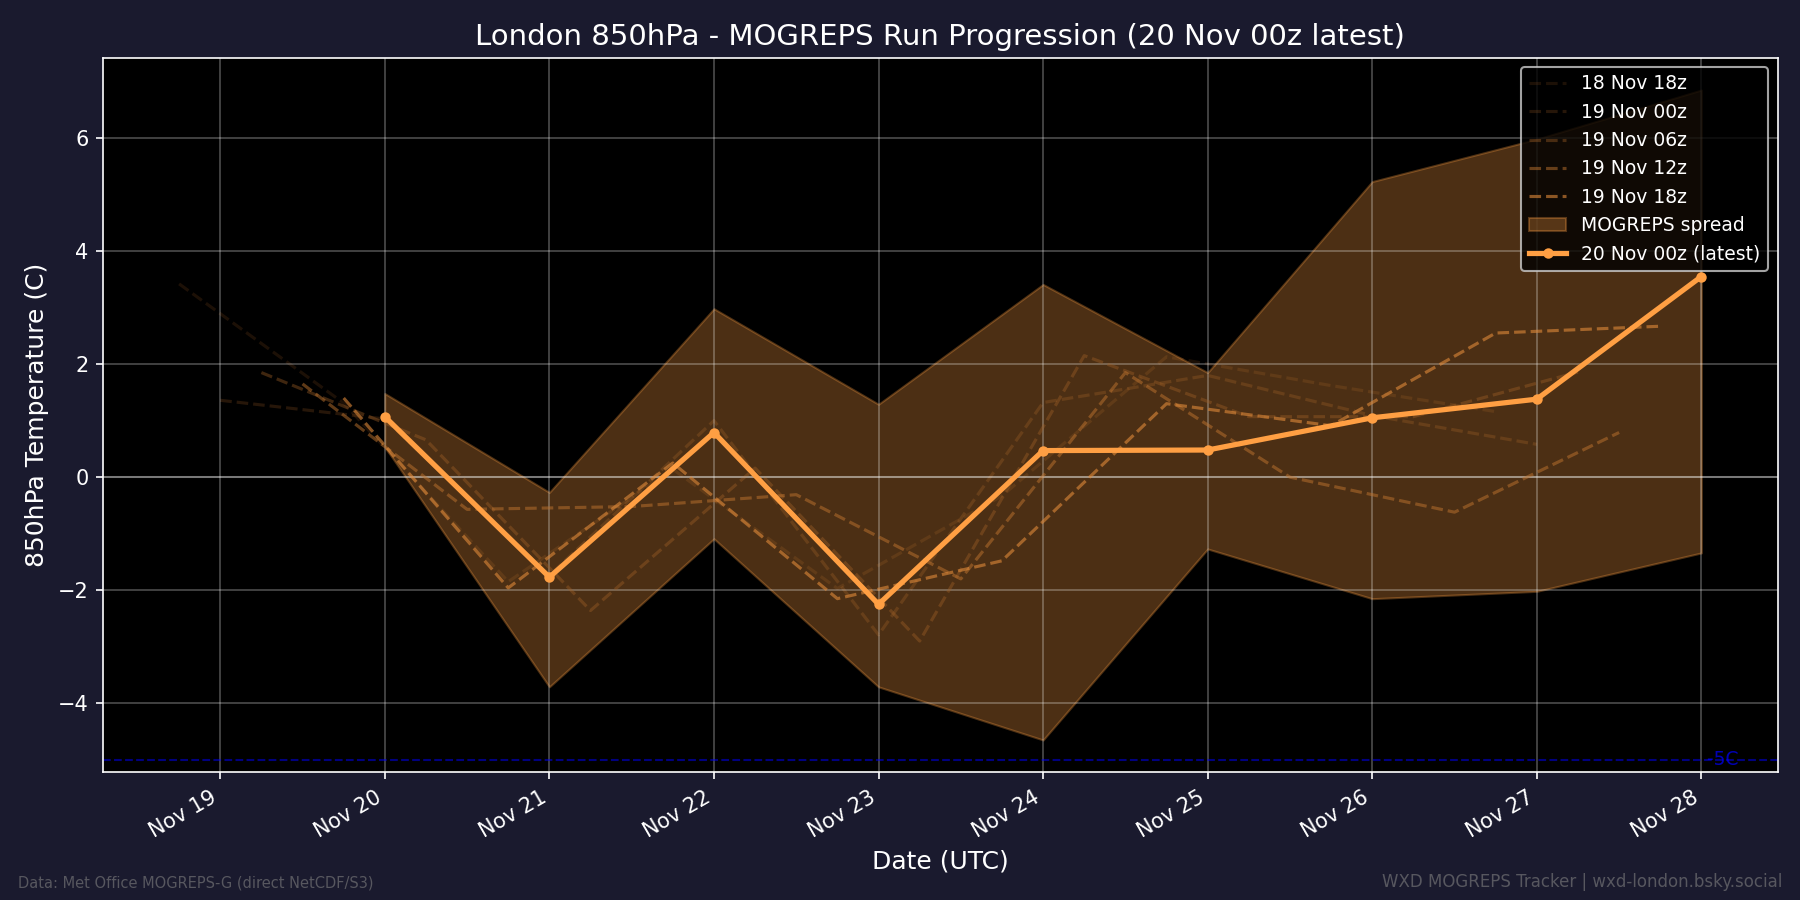 London 850hPa - MOGREPS Run Progression (20 Nov 00z latest)
18 Nov 18z
19 Nov 00z
19 Nov 06z
19 Nov 12z
19 Nov 18z
MOGREPS spread
20 Nov 00z (latest)
850hPa Temperature (C)
6
4
2
0
−2
−4
-5C
Nov 19
Nov 20
Nov 21
Nov 22
Nov 23
Nov 24
Nov 25
Nov 26
Nov 27
Nov 28
Date (UTC)
Data: Met Office MOGREPS-G (direct NetCDF/S3)
WXD MOGREPS Tracker | wxd-london.bsky.social